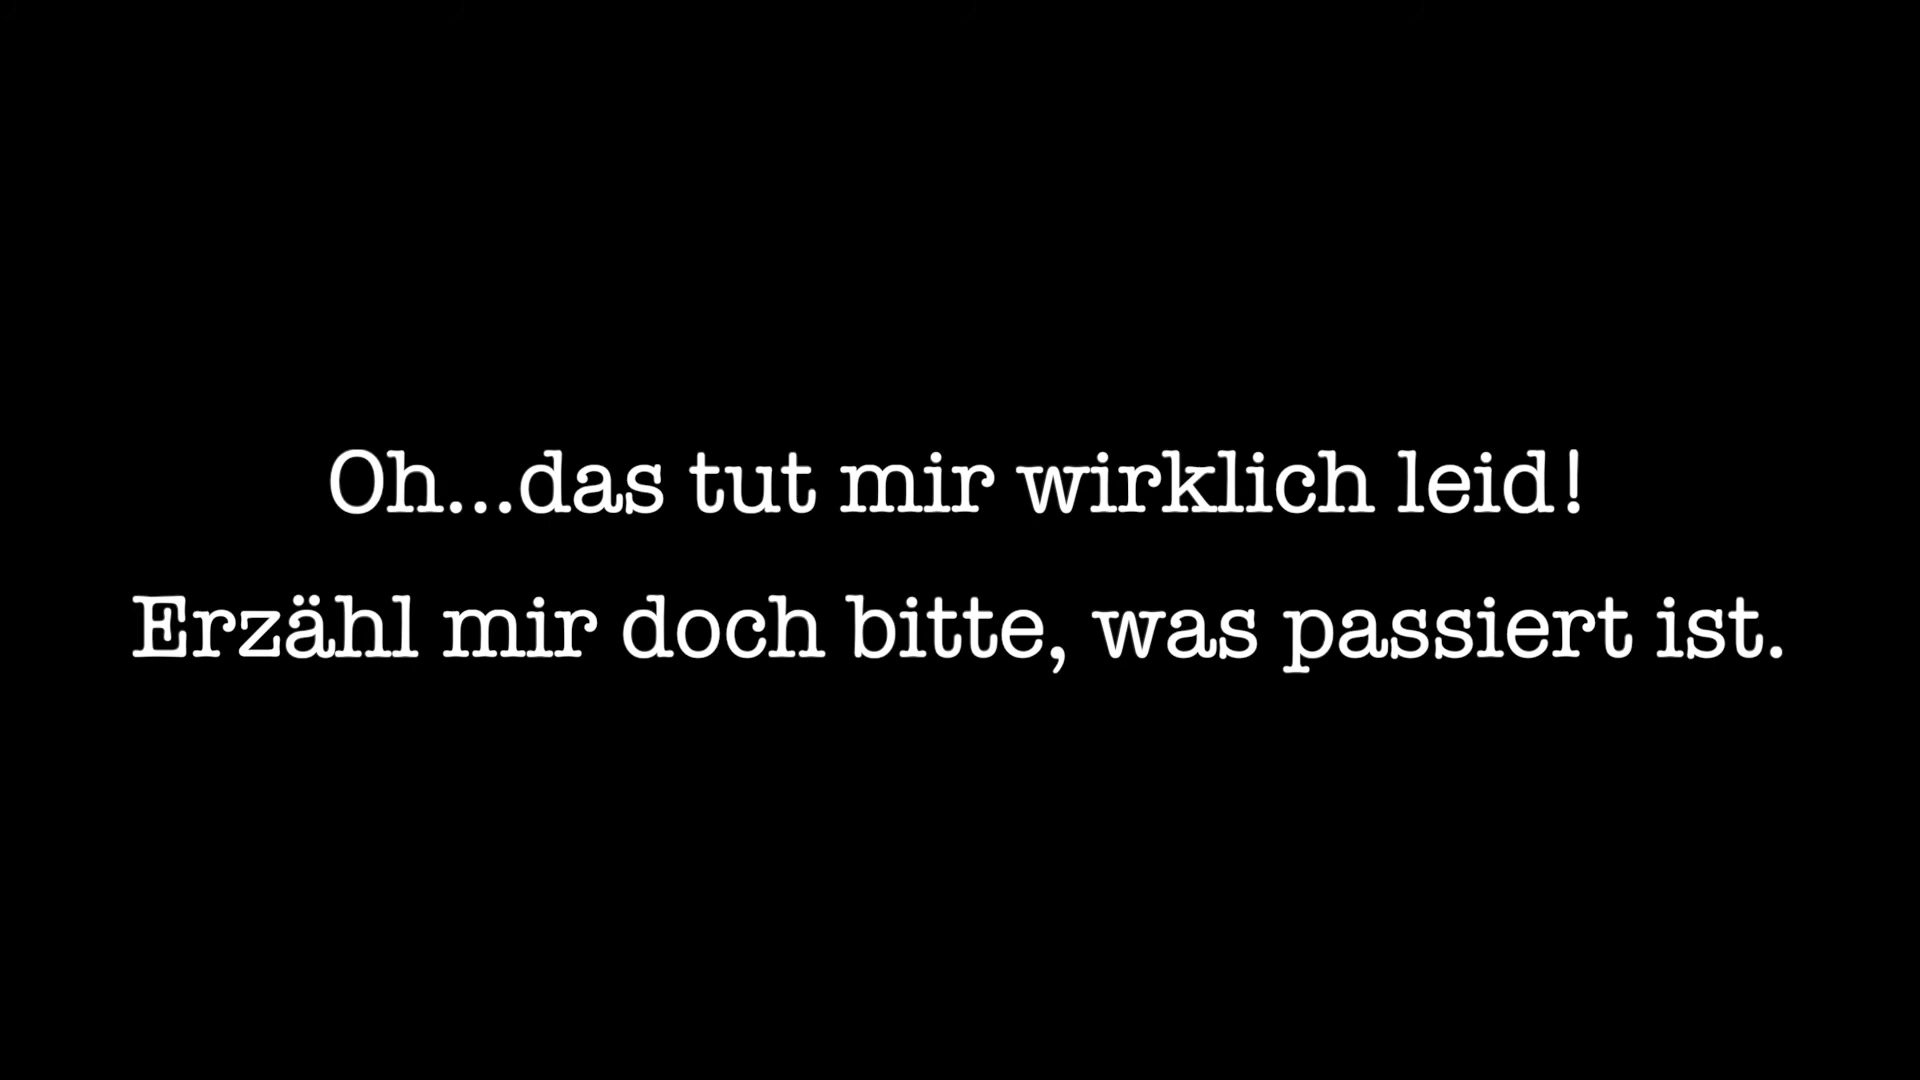 Oh...das tut mir wirklich leid!
Erzähl mir doch bitte, was passiert ist.